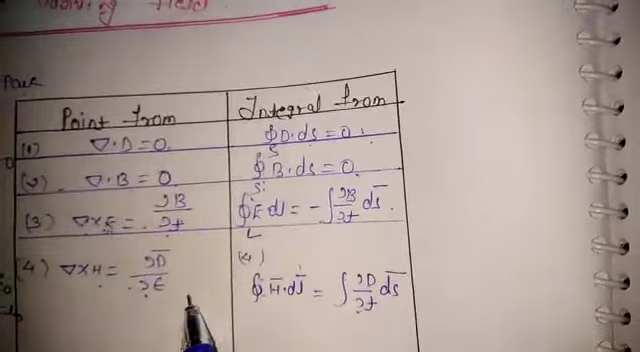 Point from Integral from
(1) ∇·D=0 ∮D·ds=0
S
(2) ∇·B=0 ∮B·ds=0
S
(3) ∇×E = ∂B/∂t ∮E dl = -∫∂B/∂t ds
L
(4) ∇×H = ∂D/∂t (4) ∮H·dl = ∫∂D/∂t ds